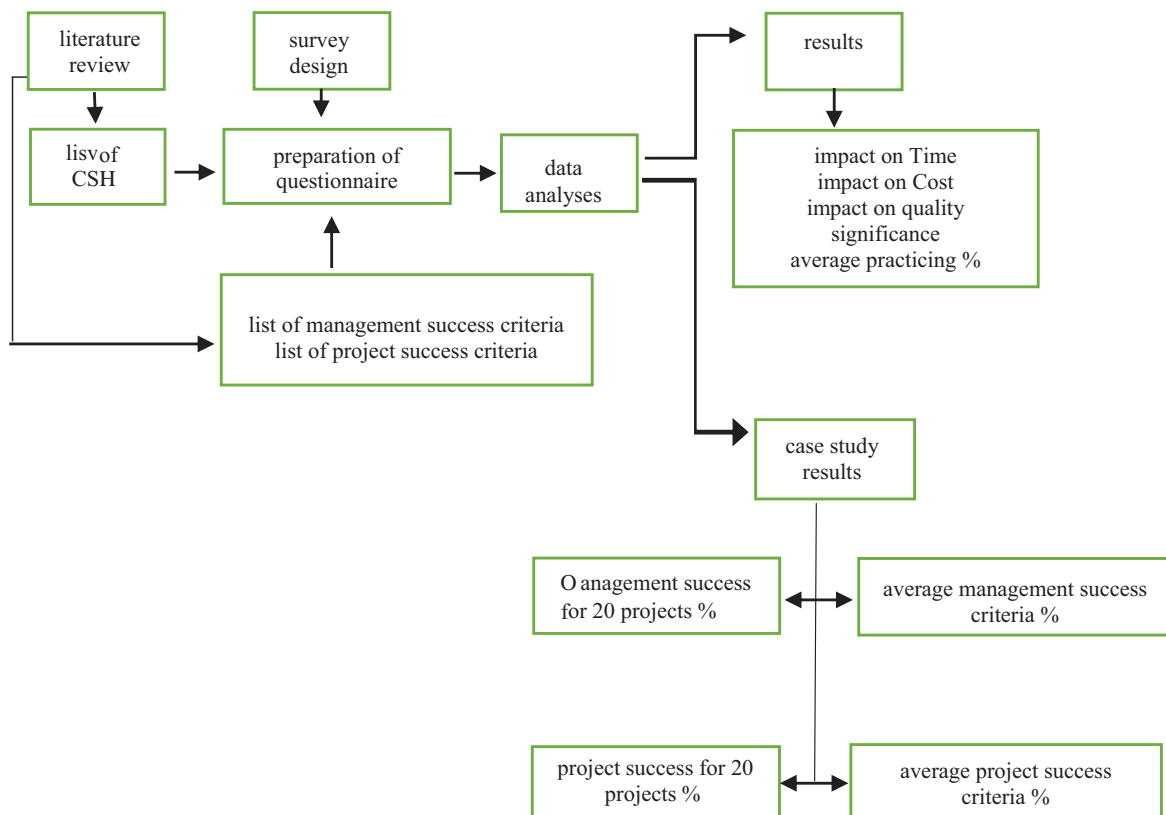 literature
review
survey
design
results
lisvof
CSH
preparation of
questionnaire
data
analyses
impact on Time
impact on Cost
impact on quality
significance
average practicing %
list of management success criteria
list of project success criteria
case study
results
O anagement success
for 20 projects %
average management success
criteria %
project success for 20
projects %
average project success
criteria %